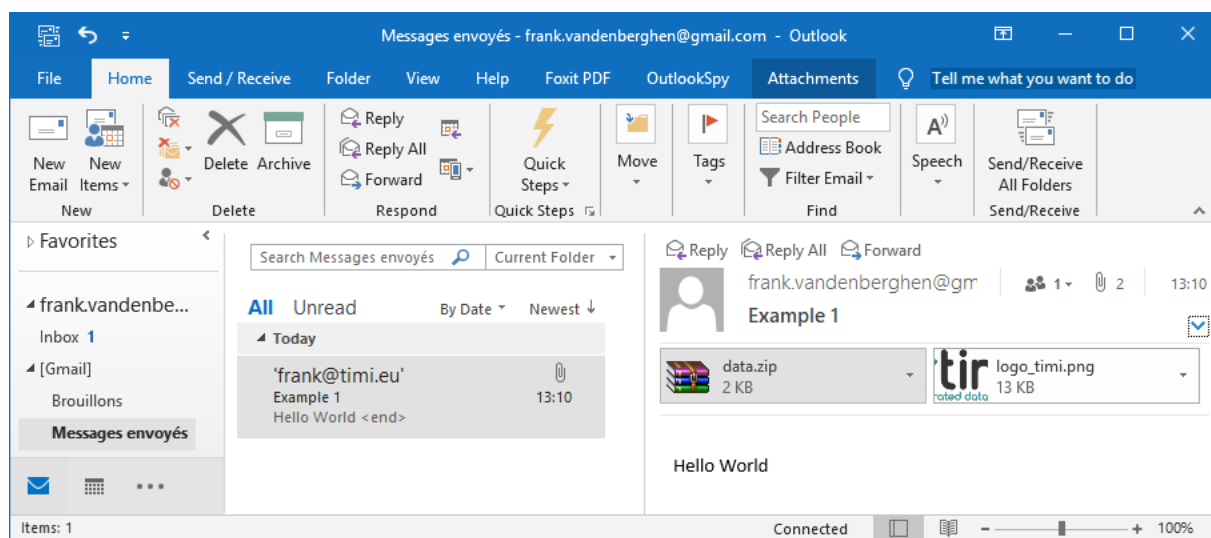 Messages envoyés - frank.vandenberghen@gmail.com - Outlook
File Home Send / Receive Folder View Help Foxit PDF OutlookSpy Attachments Tell me what you want to do
New Email
New Items
Delete
Archive
Reply
Reply All
Forward
Quick Steps
Move
Tags
Search People
Address Book
Filter Email
Speech
Send/Receive All Folders
New Delete Respond Quick Steps Find Send/Receive
Favorites
frank.vandenbe...
Inbox 1
[Gmail]
Brouillons
Messages envoyés
Items: 1
Search Messages envoyés Current Folder
All Unread By Date Newest
Today
'frank@timi.eu'
Example 1 13:10
Hello World <end>
Reply Reply All Forward
frank.vandenberghen@gm 1 2 13:10
Example 1
data.zip
2 KB
tir
rated data
logo_timi.png
13 KB
Hello World
Connected 100%